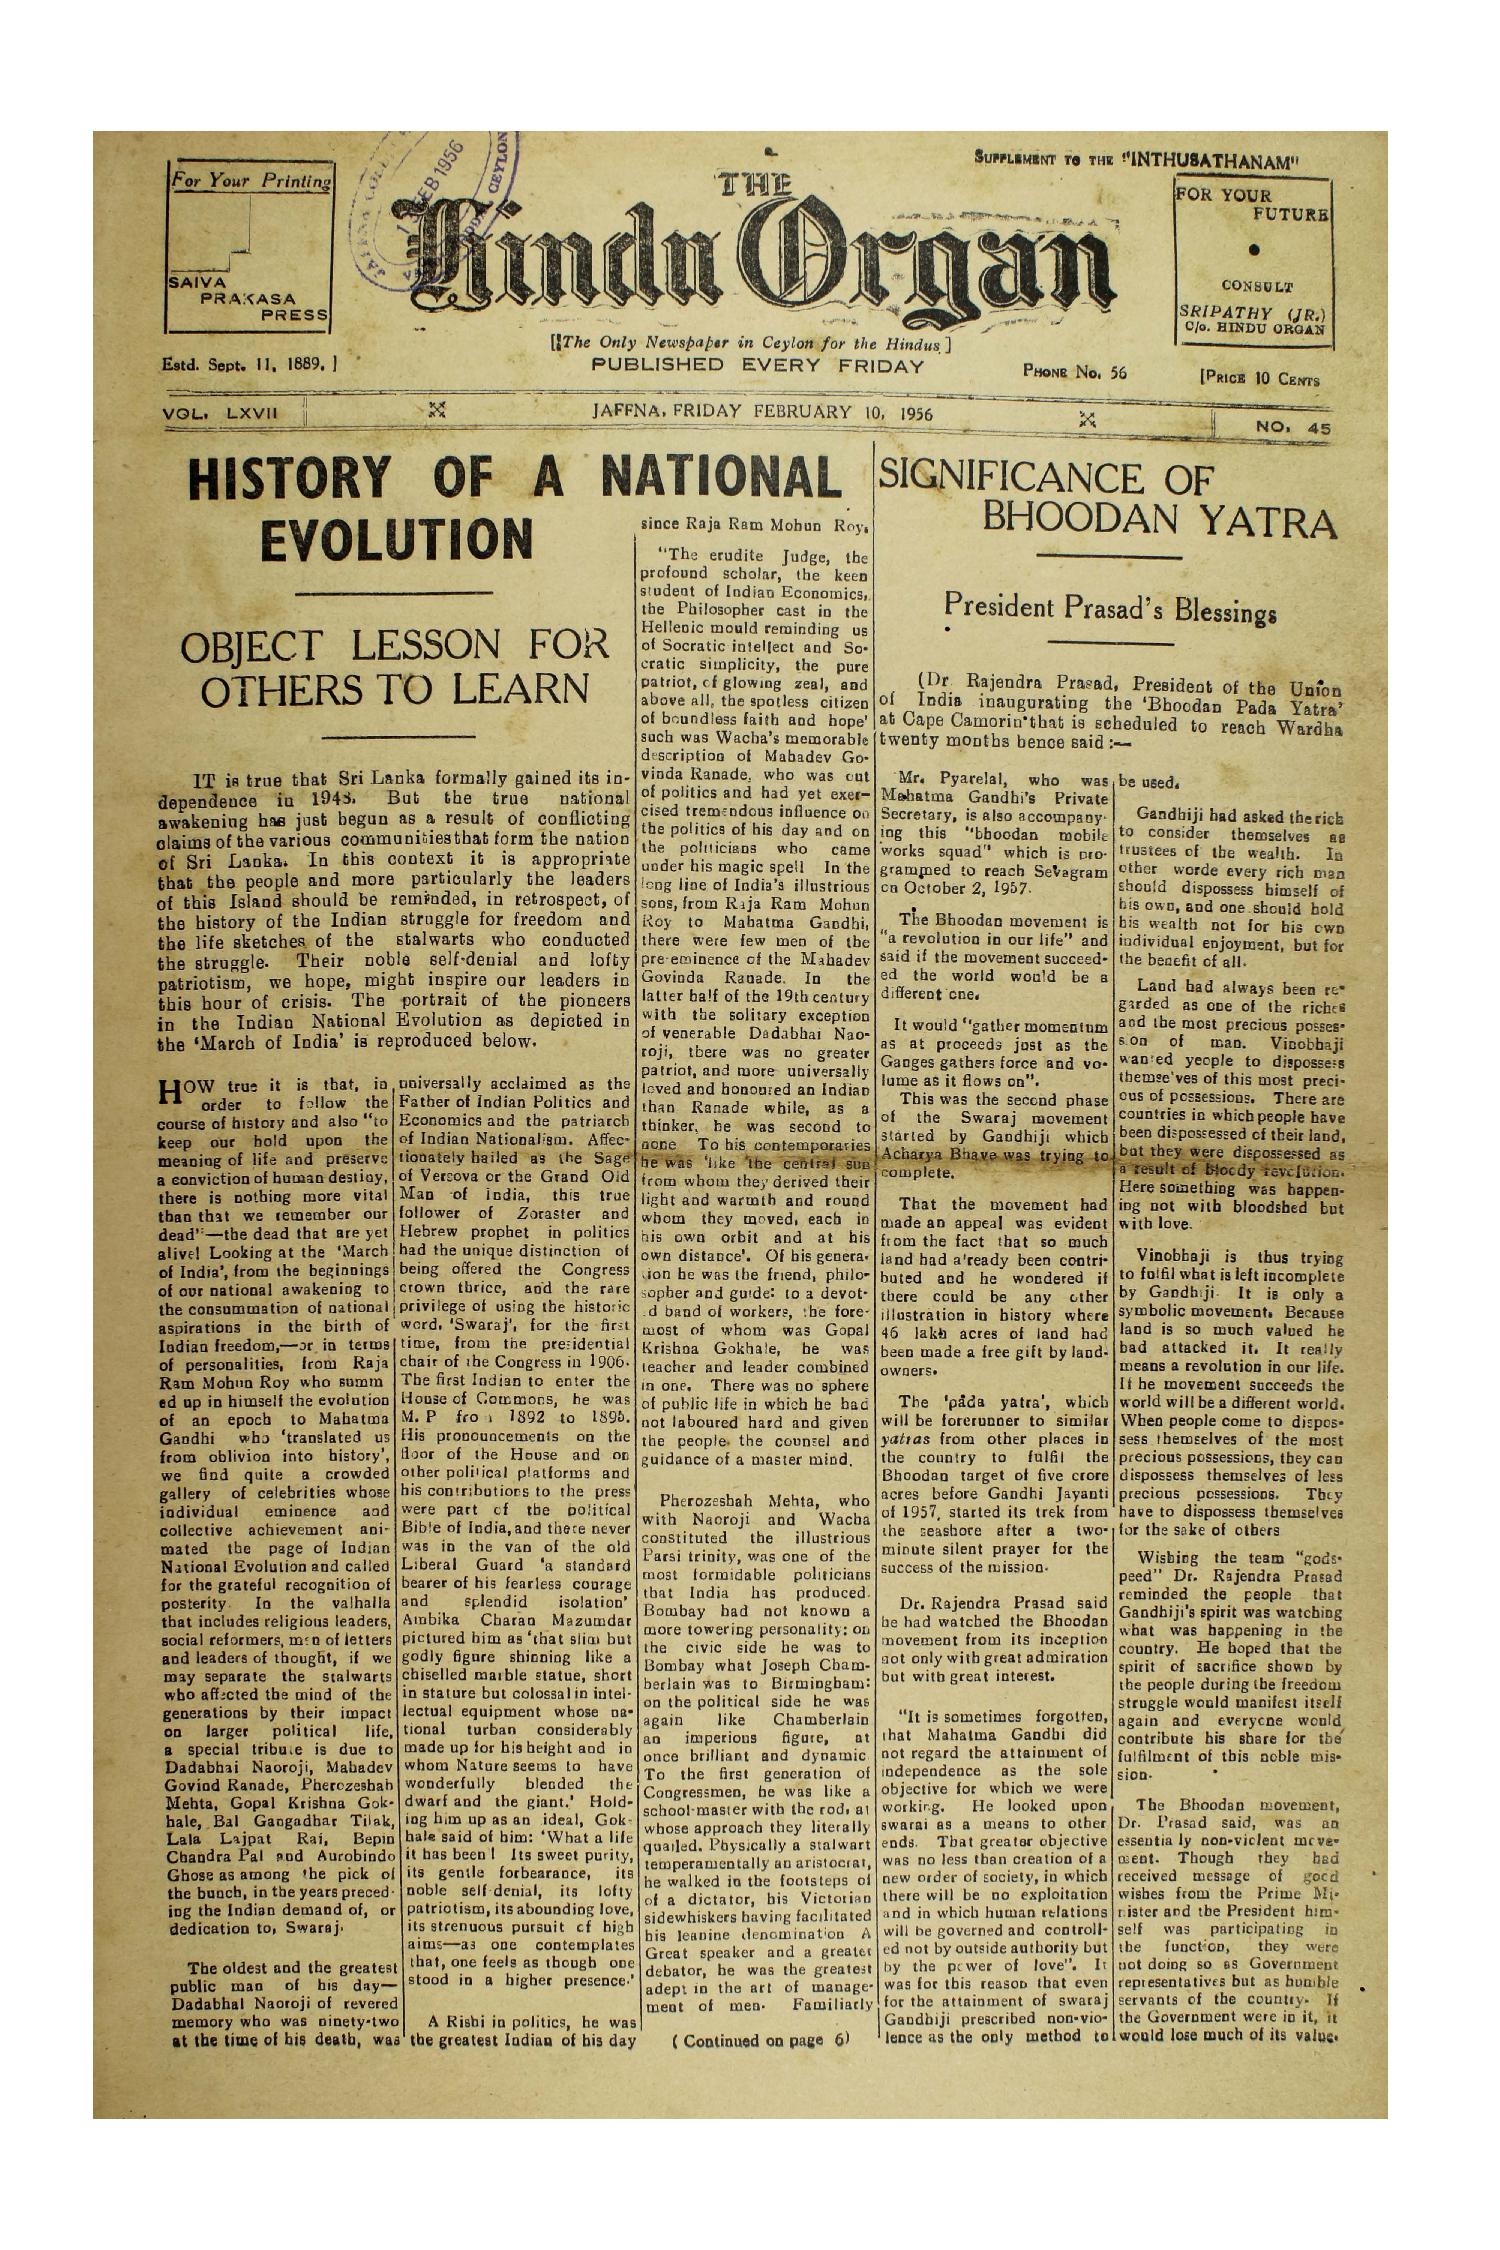 SUPPLEMENT TO THE "INTHUSATHANAM"
For Your Printing
SAIVA
PRAKASA
PRESS
THE
Hindu Organ
FOR YOUR
FUTURE
CONSULT
SRIPATHY (JR.)
C/o. HINDU ORGAN
[The Only Newspaper in Ceylon for the Hindus]
Estd. Sept. 11, 1889. ]
PUBLISHED EVERY FRIDAY
PHONE NO. 56
[PRICE 10 CENTS
VOL. LXVII
JAFFNA, FRIDAY FEBRUARY 10, 1956
NO. 45
HISTORY OF A NATIONAL
EVOLUTION
OBJECT LESSON FOR
OTHERS TO LEARN
IT is true that Sri Lanka formally gained its in-
dependence in 1948. But the true national
awakening has just begun as a result of conflicting
claims of the various communities that form the nation
of Sri Lanka. In this context it is appropriate
that the people and more particularly the leaders
of this Island should be reminded, in retrospect, of
the history of the Indian struggle for freedom and
the life sketches of the stalwarts who conducted
the struggle. Their noble self-denial and lofty
patriotism, we hope, might inspire our leaders in
this hour of crisis. The portrait of the pioneers
in the Indian National Evolution as depicted in
the 'March of India' is reproduced below.
HOW true it is that, in
order to follow the
course of history and also "to
keep our hold upon the
meaning of life and preserve
a conviction of human destiny,
there is nothing more vital
than that we remember our
dead"—the dead that are yet
alive! Looking at the 'March
of India', from the beginnings
of our national awakening to
the consummation of national
aspirations in the birth of
Indian freedom,—or in terms
of personalities, from Raja
Ram Mohun Roy who summ
ed up in himself the evolution
of an epoch to Mahatma
Gandhi who 'translated us
from oblivion into history',
we find quite a crowded
gallery of celebrities whose
individual eminence and
collective achievement ani-
mated the page of Indian
National Evolution and called
for the grateful recognition of
posterity. In the valhalla
that includes religious leaders,
social reformers, men of letters
and leaders of thought, if we
may separate the stalwarts
who affected the mind of the
generations by their impact
on larger political life,
a special tribute is due to
Dadabhai Naoroji, Mahadev
Govind Ranade, Pherozeshah
Mehta, Gopal Krishna Gok-
hale, Bal Gangadhar Tilak,
Lala Lajpat Rai, Bepin
Chandra Pal and Aurobindo
Ghose as among the pick of
the bunch, in the years preced-
ing the Indian demand of, or
dedication to, Swaraj.
The oldest and the greatest
public man of his day—
Dadabhai Naoroji of revered
memory who was ninety-two
at the time of his death, was
universally acclaimed as the
Father of Indian Politics and
Economics and the patriarch
of Indian Nationalism. Affec-
tionately hailed as the Sage
of Versova or the Grand Old
Man of India, this true
follower of Zoraster and
Hebrew prophet in politics
had the unique distinction of
being offered the Congress
crown thrice, and the rare
privilege of using the historic
word, 'Swaraj', for the first
time, from the presidential
chair of the Congress in 1906.
The first Indian to enter the
House of Commons, he was
M. P fro 1892 to 1895.
His pronouncements on the
floor of the House and on
other political platforms and
his contributions to the press
were part of the political
Bible of India, and there never
was in the van of the old
Liberal Guard 'a standard
bearer of his fearless courage
and splendid isolation'
Ambika Charan Mazumdar
pictured him as 'that slim but
godly figure shinning like a
chiselled marble statue, short
in stature but colossal in intel-
lectual equipment whose na-
tional turban considerably
made up for his height and in
whom Nature seems to have
wonderfully blended the
dwarf and the giant.' Hold-
ing him up as an ideal, Gok-
hale said of him: 'What a life
it has been! Its sweet purity,
its gentle forbearance, its
noble self-denial, its lofty
patriotism, its abounding love,
its strenuous pursuit of high
aims—as one contemplates
that, one feels as though one
stood in a higher presence.'
A Rishi in politics, he was
the greatest Indian of his day
since Raja Ram Mohun Roy.
"The erudite Judge, the
profound scholar, the keen
student of Indian Economics,
the Philosopher cast in the
Hellenic mould reminding us
of Socratic intellect and So-
cratic simplicity, the pure
patriot, of glowing zeal, and
above all, the spotless citizen
of boundless faith and hope'
such was Wacha's memorable
description of Mahadev Go-
vinda Ranade, who was out
of politics and had yet exer-
cised tremendous influence on
the politics of his day and on
the politicians who came
under his magic spell In the
long line of India's illustrious
sons, from Raja Ram Mohun
Roy to Mahatma Gandhi,
there were few men of the
pre-eminence of the Mahadev
Govinda Ranade. In the
latter half of the 19th century
with the solitary exception
of venerable Dadabhai Nao-
roji, there was no greater
patriot, and more universally
loved and honoured an Indian
than Ranade while, as a
thinker, he was second to
none To his contemporaries
he was 'like 'the central sun
from whom they derived their
light and warmth and round
whom they moved, each in
his own orbit and at his
own distance'. Of his genera-
tion he was the friend, philo-
sopher and guide: to a devot-
d band of workers, the fore-
most of whom was Gopal
Krishna Gokhale, he was
teacher and leader combined
in one. There was no sphere
of public life in which he had
not laboured hard and given
the people the counsel and
guidance of a master mind.
Pherozeshah Mehta, who
with Naoroji and Wacha
constituted the illustrious
Parsi trinity, was one of the
most formidable politicians
that India has produced.
Bombay had not known a
more towering personality: on
the civic side he was to
Bombay what Joseph Cham-
berlain was to Birmingham:
on the political side he was
again like Chamberlain
an imperious figure, at
once brilliant and dynamic
To the first generation of
Congressmen, he was like a
school-master with the rod, at
whose approach they literally
quailed. Physically a stalwart
temperamentally an aristocrat,
he walked in the footsteps of
of a dictator, his Victorian
sidewhiskers having facilitated
his leanine denomination A
Great speaker and a greater
debater, he was the greatest
adept in the art of manage-
ment of men. Familiarly
( Continued on page 6)
SIGNIFICANCE OF
BHOODAN YATRA
President Prasad's Blessings
(Dr Rajendra Prasad, President of the Union
of India inaugurating the 'Bhoodan Pada Yatra'
at Cape Camorin that is scheduled to reach Wardha
twenty months hence said :—
Mr. Pyarelal, who was
Mahatma Gandhi's Private
Secretary, is also accompany-
ing this "bhoodan mobile
works squad" which is pro-
grammed to reach Sevagram
on October 2, 1957.
The Bhoodan movement is
"a revolution in our life" and
said if the movement succeed-
ed the world would be a
different one.
It would "gather momentum
as at proceeds just as the
Ganges gathers force and vo-
lume as it flows on".
This was the second phase
of the Swaraj movement
started by Gandhiji which
Acharya Bhave was trying to
complete.
That the movement had
made an appeal was evident
from the fact that so much
land had already been contri-
buted and he wondered if
there could be any other
illustration in history where
46 lakh acres of land had
been made a free gift by land-
owners.
The 'pada yatra', which
will be forerunner to similar
yatras from other places in
the country to fulfil the
Bhoodan target of five crore
acres before Gandhi Jayanti
of 1957, started its trek from
the seashore after a two-
minute silent prayer for the
success of the mission.
Dr. Rajendra Prasad said
he had watched the Bhoodan
movement from its inception
not only with great admiration
but with great interest.
"It is sometimes forgotten,
that Mahatma Gandhi did
not regard the attainment of
independence as the sole
objective for which we were
working. He looked upon
swarai as a means to other
ends. That greater objective
was no less than creation of a
new order of society, in which
there will be no exploitation
and in which human relations
will be governed and controll-
ed not by outside authority but
by the power of love". It
was for this reason that even
for the attainment of swaraj
Gandhiji prescribed non-vio-
lence as the only method to
be used.
Gandhiji had asked the rich
to consider themselves as
trustees of the wealth. In
other worde every rich man
should dispossess himself of
his own, and one should hold
his wealth not for his own
individual enjoyment, but for
the benefit of all.
Land had always been re-
garded as one of the riches
and the most precious posses-
s on of man. Vinobhaji
wanted yeople to dispossess
themse'ves of this most preci-
ous of possessions. There are
countries in which people have
been dispossessed of their land,
but they were dispossessed as
a result of bloody revolution.
Here something was happen-
ing not with bloodshed but
with love.
Vinobhaji is thus trying
to fulfil what is left incomplete
by Gandhiji. It is only a
symbolic movement. Because
land is so much valued he
had attacked it. It really
means a revolution in our life.
If he movement succeeds the
world will be a different world.
When people come to dispos-
sess themselves of the most
precious possessions, they can
dispossess themselves of less
precious possessions. They
have to dispossess themselves
for the sake of others
Wishing the team "gods-
peed" Dr. Rajendra Prasad
reminded the people that
Gandhiji's spirit was watching
what was happening in the
country. He hoped that the
spirit of sacrifice shown by
the people during the freedom
struggle would manifest itself
again and everyone would
contribute his share for the
fulfilment of this noble mis-
sion.
The Bhoodan movement,
Dr. Prasad said, was an
essentia ly non-violent move-
ment. Though they had
received message of good
wishes from the Prime Mi-
nister and the President him-
self was participating in
the function, they were
not doing so as Government
representatives but as humble
servants of the country. If
the Government were in it, it
would lose much of its value.